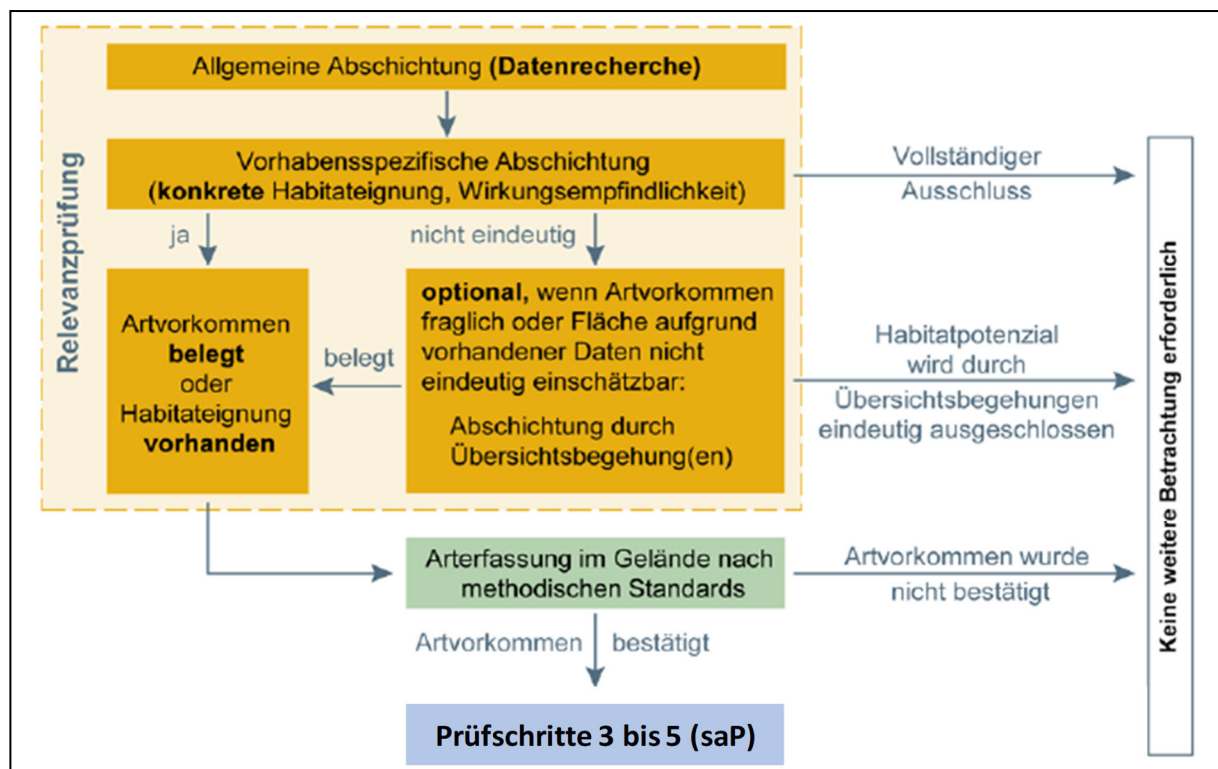 Relevanzprüfung
Allgemeine Abschichtung (Datenrecherche)
Vorhabensspezifische Abschichtung
(konkrete Habitateignung, Wirkungsempfindlichkeit)
Vollständiger
Ausschluss
ja
nicht eindeutig
Artvorkommen
belegt
oder
Habitateignung
vorhanden
belegt
optional, wenn Artvorkommen
fraglich oder Fläche aufgrund
vorhandener Daten nicht
eindeutig einschätzbar:
Abschichtung durch
Übersichtsbegehung(en)
Habitatpotenzial
wird durch
Übersichtsbegehungen
eindeutig ausgeschlossen
Arterfassung im Gelände nach
methodischen Standards
Artvorkommen wurde
nicht bestätigt
Artvorkommen bestätigt
Prüfschritte 3 bis 5 (saP)
Keine weitere Betrachtung erforderlich